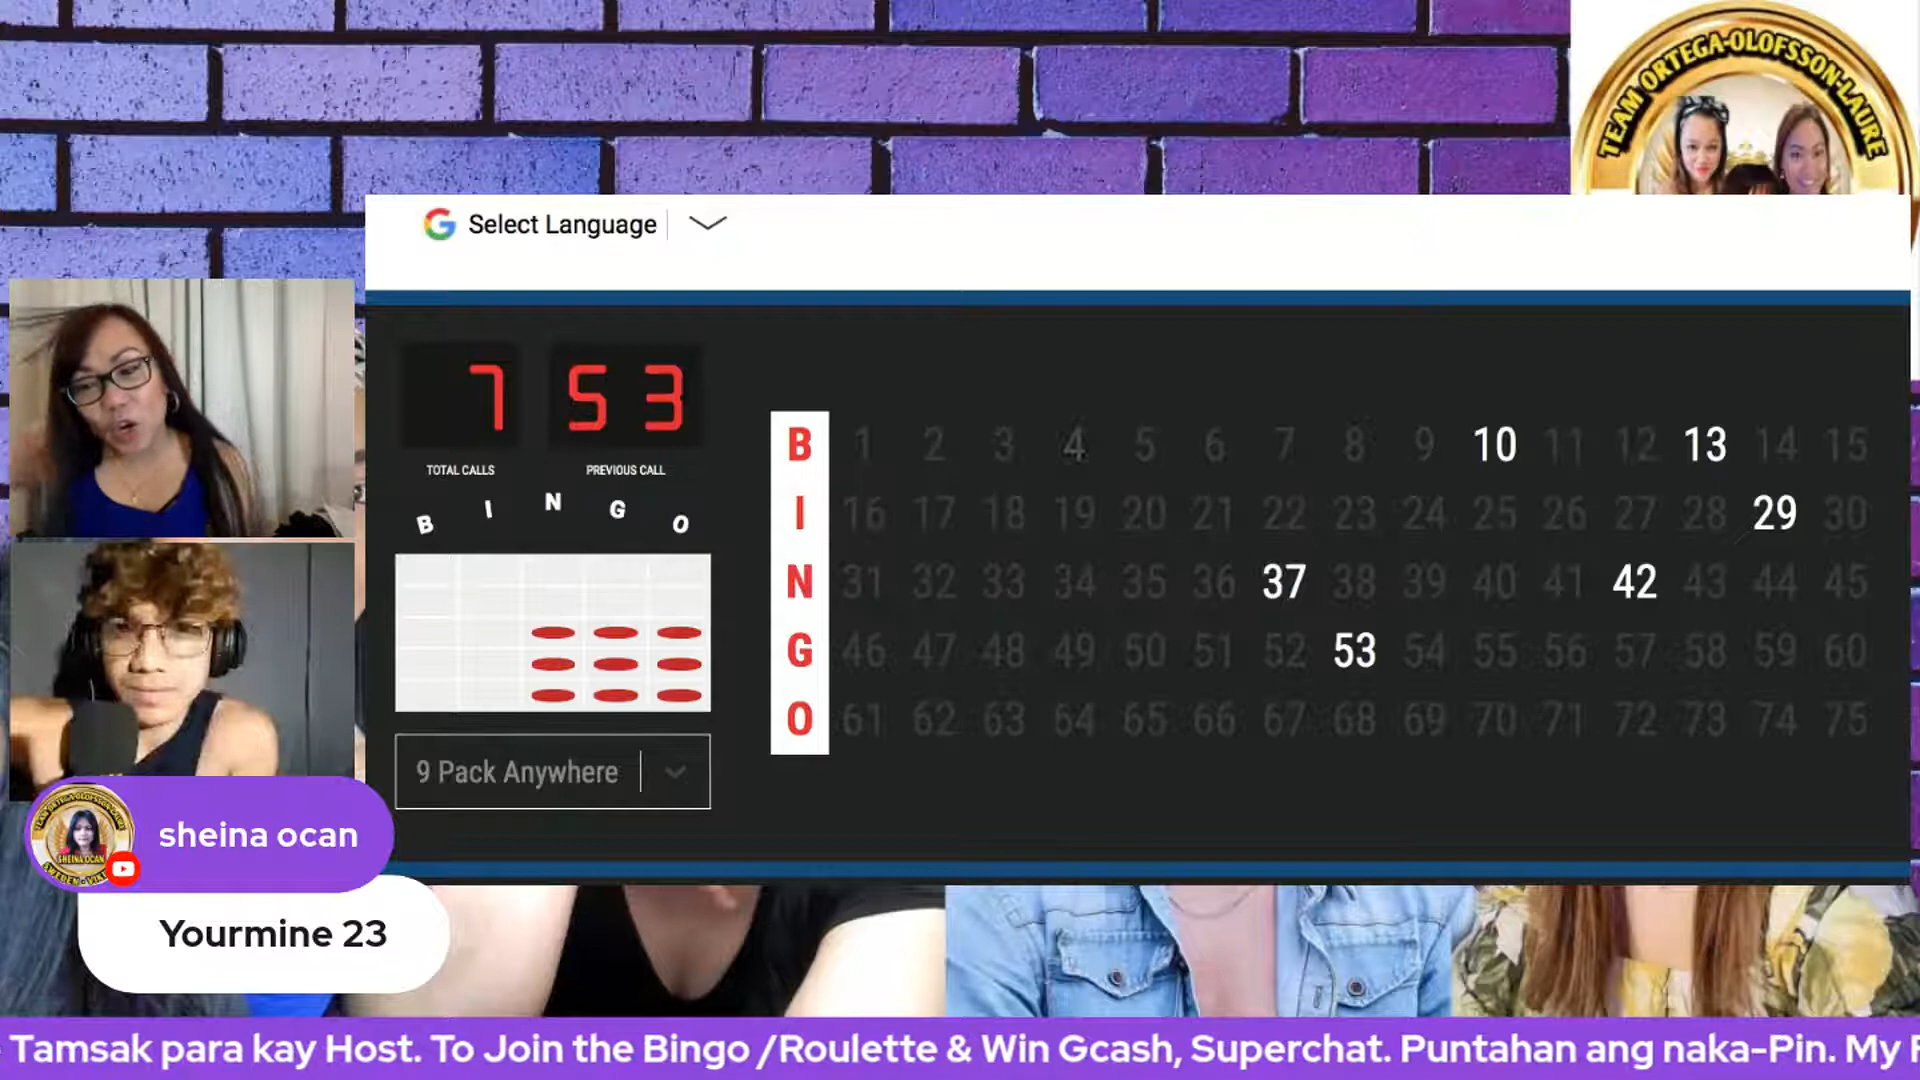 TEAM ORTEGA-OLOFSSON-LAURE
Select Language
7 53
TOTAL CALLS PREVIOUS CALL
B I N G O
9 Pack Anywhere
B 1 2 3 4 5 6 7 8 9 10 11 12 13 14 15
I 16 17 18 19 20 21 22 23 24 25 26 27 28 29 30
N 31 32 33 34 35 36 37 38 39 40 41 42 43 44 45
G 46 47 48 49 50 51 52 53 54 55 56 57 58 59 60
O 61 62 63 64 65 66 67 68 69 70 71 72 73 74 75
SHEINA OCAN
sheina ocan
Yourmine 23
Tamsak para kay Host. To Join the Bingo /Roulette & Win Gcash, Superchat. Puntahan ang naka-Pin. My